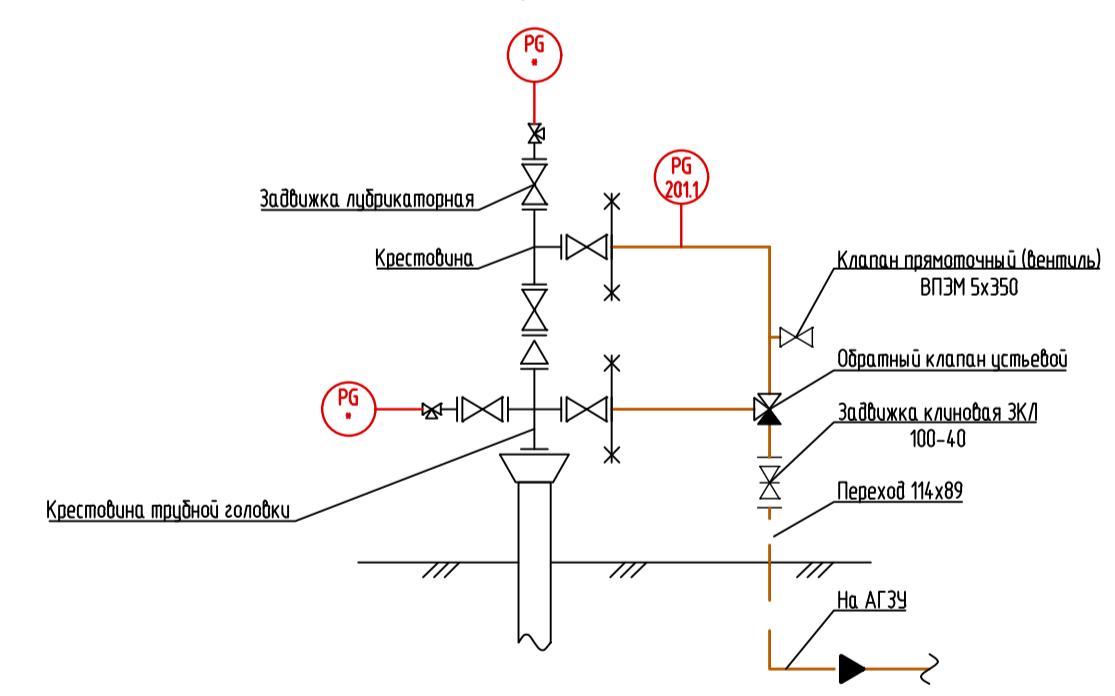 PG
*
PG
201.1
Задвижка лубрикаторная
Крестовина
Клапан прямоточный (вентиль)
ВПЭМ 5х350
Обратный клапан устьевой
PG
*
Задвижка клиновая ЗКЛ
100-40
Переход 114х89
Крестовина трубной головки
На АГЗУ